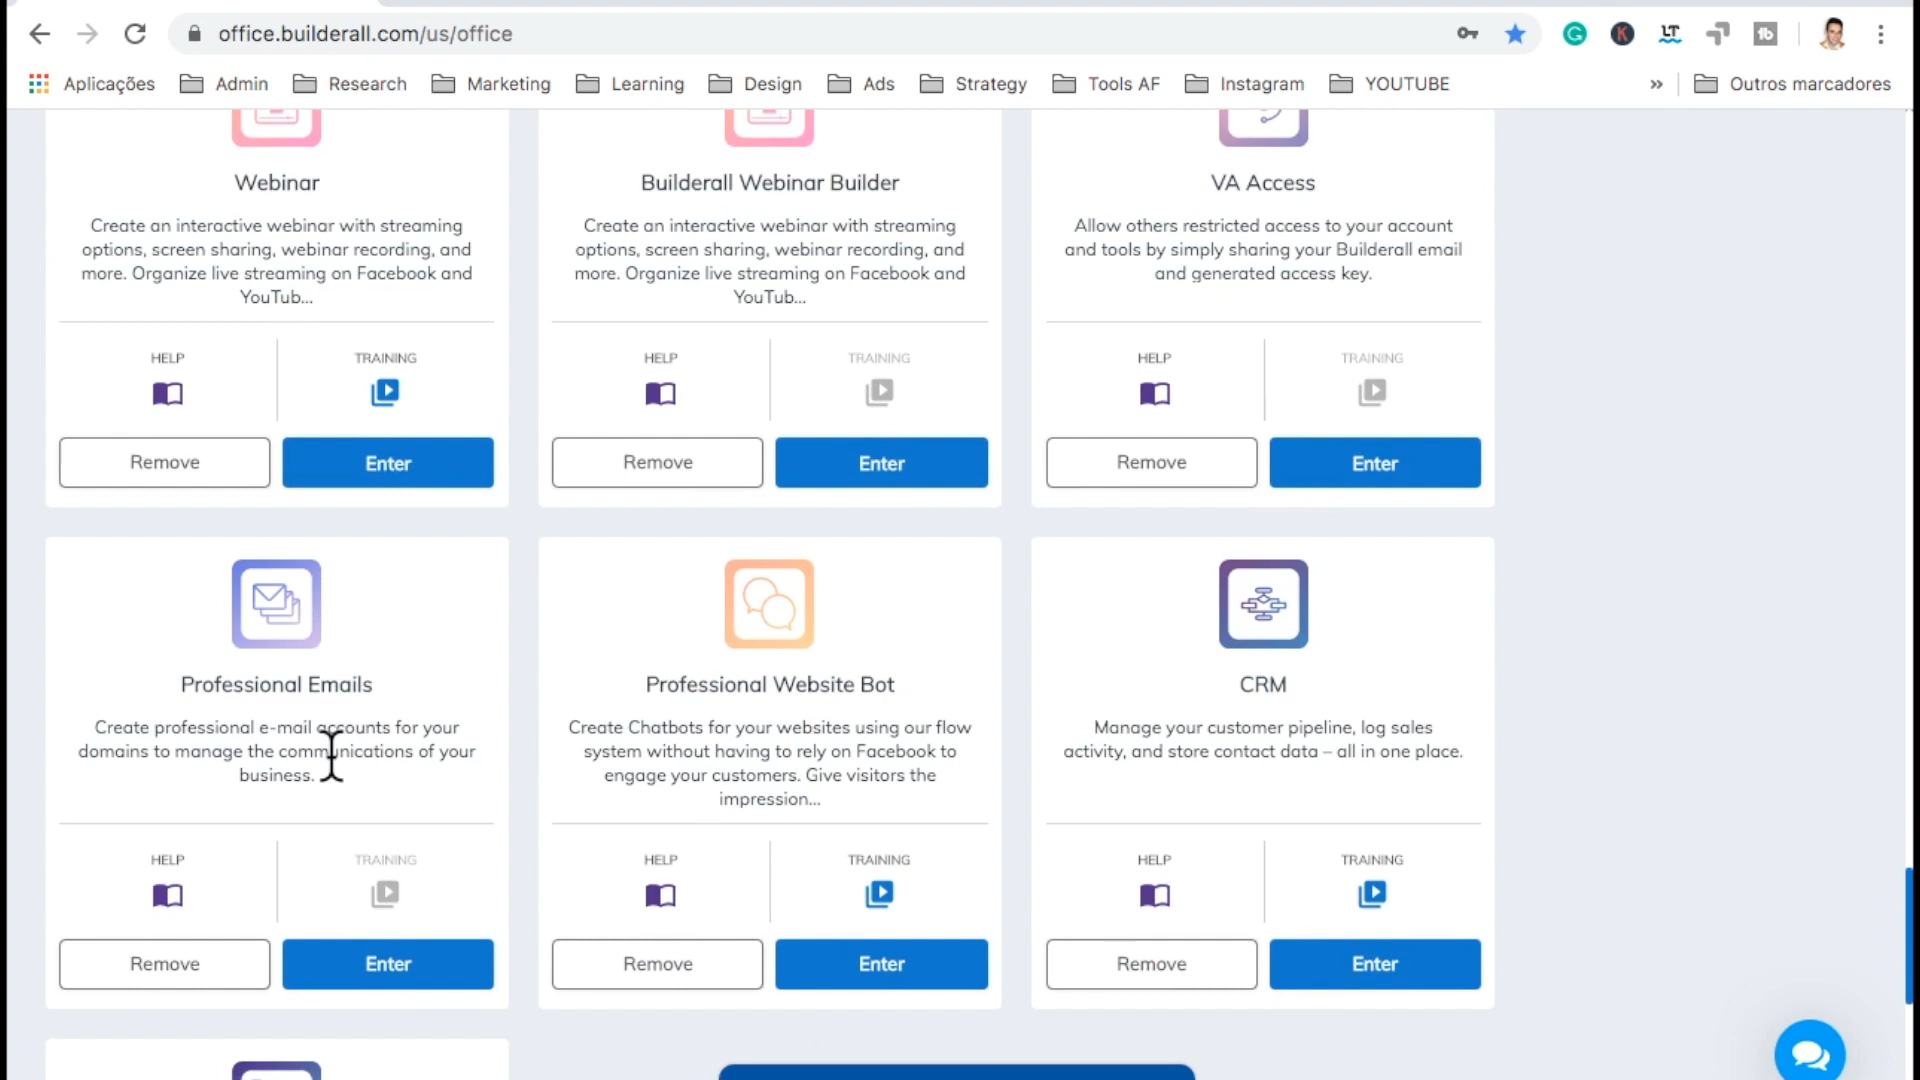 office.builderall.com/us/office
Aplicações Admin Research Marketing Learning Design Ads Strategy Tools AF Instagram YOUTUBE » Outros marcadores
Webinar
Create an interactive webinar with streaming
options, screen sharing, webinar recording, and
more. Organize live streaming on Facebook and
YouTub...
HELP TRAINING
Remove Enter
Builderall Webinar Builder
Create an interactive webinar with streaming
options, screen sharing, webinar recording, and
more. Organize live streaming on Facebook and
YouTub...
HELP TRAINING
Remove Enter
VA Access
Allow others restricted access to your account
and tools by simply sharing your Builderall email
and generated access key.
HELP TRAINING
Remove Enter
Professional Emails
Create professional e-mail accounts for your
domains to manage the communications of your
business.
HELP TRAINING
Remove Enter
Professional Website Bot
Create Chatbots for your websites using our flow
system without having to rely on Facebook to
engage your customers. Give visitors the
impression...
HELP TRAINING
Remove Enter
CRM
Manage your customer pipeline, log sales
activity, and store contact data – all in one place.
HELP TRAINING
Remove Enter